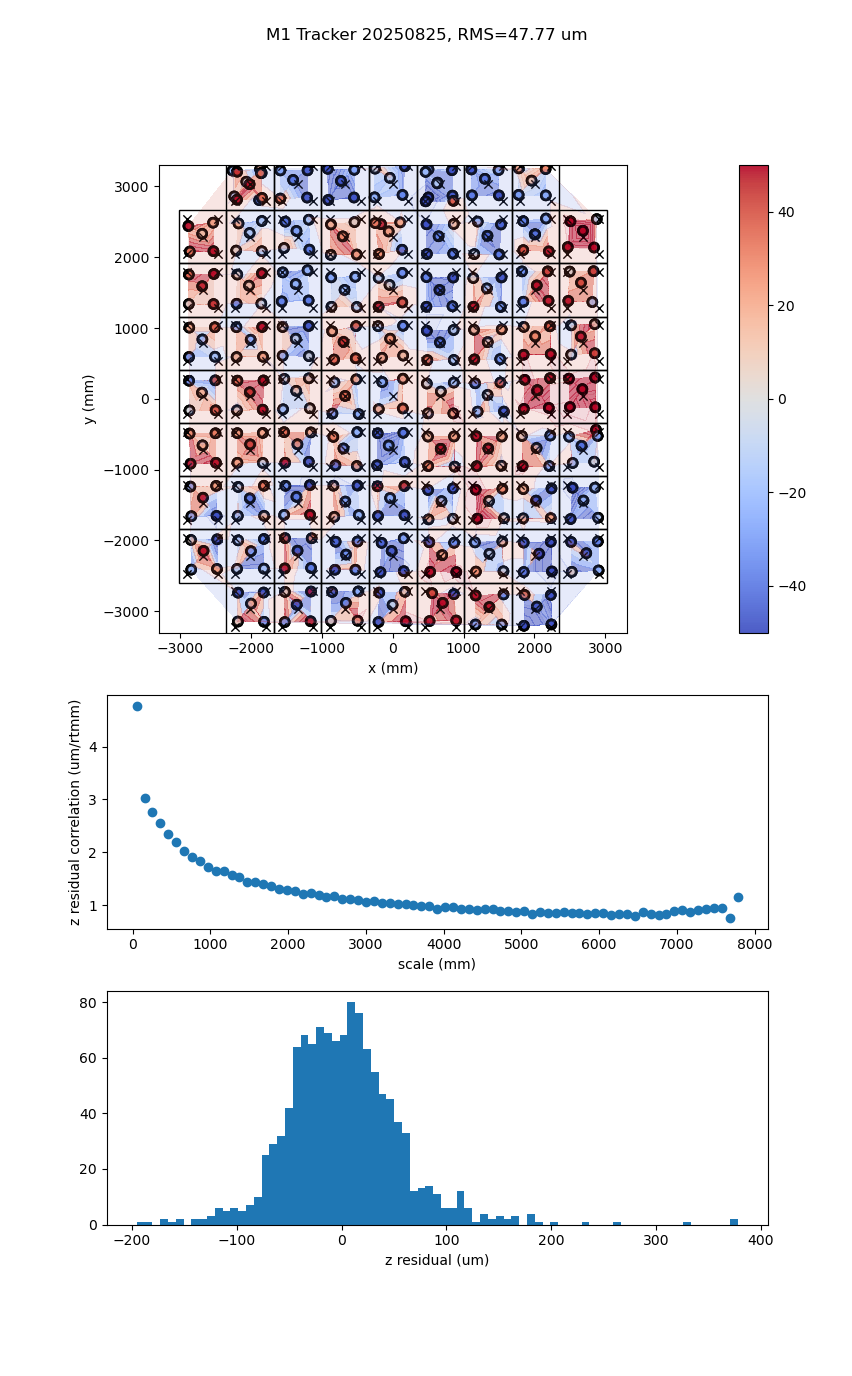 M1 Tracker 20250825, RMS=47.77 um
3000
2000
1000
0
−1000
−2000
−3000
y (mm)
−3000 −2000 −1000 0 1000 2000 3000
x (mm)
40
20
0
−20
−40
4
3
2
1
z residual correlation (um/rtmm)
0 1000 2000 3000 4000 5000 6000 7000 8000
scale (mm)
80
60
40
20
0
−200 −100 0 100 200 300 400
z residual (um)